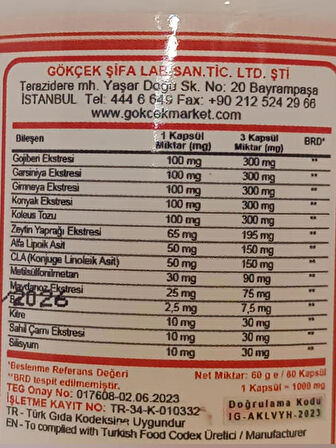 GÖKÇEK ŞİFA LAB.SAN.TİC. LTD. ŞTİ
Terazidere mh. Yaşar Doğu Sk. No: 20 Bayrampaşa
İSTANBUL Tel: 444 6 649 Fax: +90 212 524 29 66
www.gokcekmarket.com
Bileşen 1 Kapsül Miktar (mg) 3 Kapsül Miktar (mg) BRD*
Gojiberi Ekstresi 100 mg 300 mg **
Garsiniya Ekstresi 100 mg 300 mg **
Gimneya Ekstresi 100 mg 300 mg **
Konyak Ekstresi 100 mg 300 mg **
Koleus Tozu 100 mg 300 mg **
Zeytin Yaprağı Ekstresi 65 mg 195 mg **
Alfa Lipoik Asit 50 mg 150 mg **
CLA (Konjuge Linoleik Asit) 50 mg 150 mg **
Metilsülfonilmetan 30 mg 90 mg **
Maydanoz Ekstresi 25 mg 75 mg **
/2026 2,5 mg 7,5 mg **
Kitre 10 mg 30 mg **
Sahil Çamı Ekstresi 10 mg 30 mg **
Silisyum 10 mg 30 mg **
*Beslenme Referans Değeri Net Miktar: 60 g e / 60 Kapsül
**BRD tespit edilmemiştir. 1 Kapsül = 1000 mg
TEG Onay No: 017608-02.06.2023
İŞLETME KAYIT NO: TR-34-K-010332
Doğrulama Kodu
IG-AKLVYH-2023
TR - Türk Gıda Kodeksine Uygundur
EN - To complied with Turkish Food Codex Üretici / Manufacturer